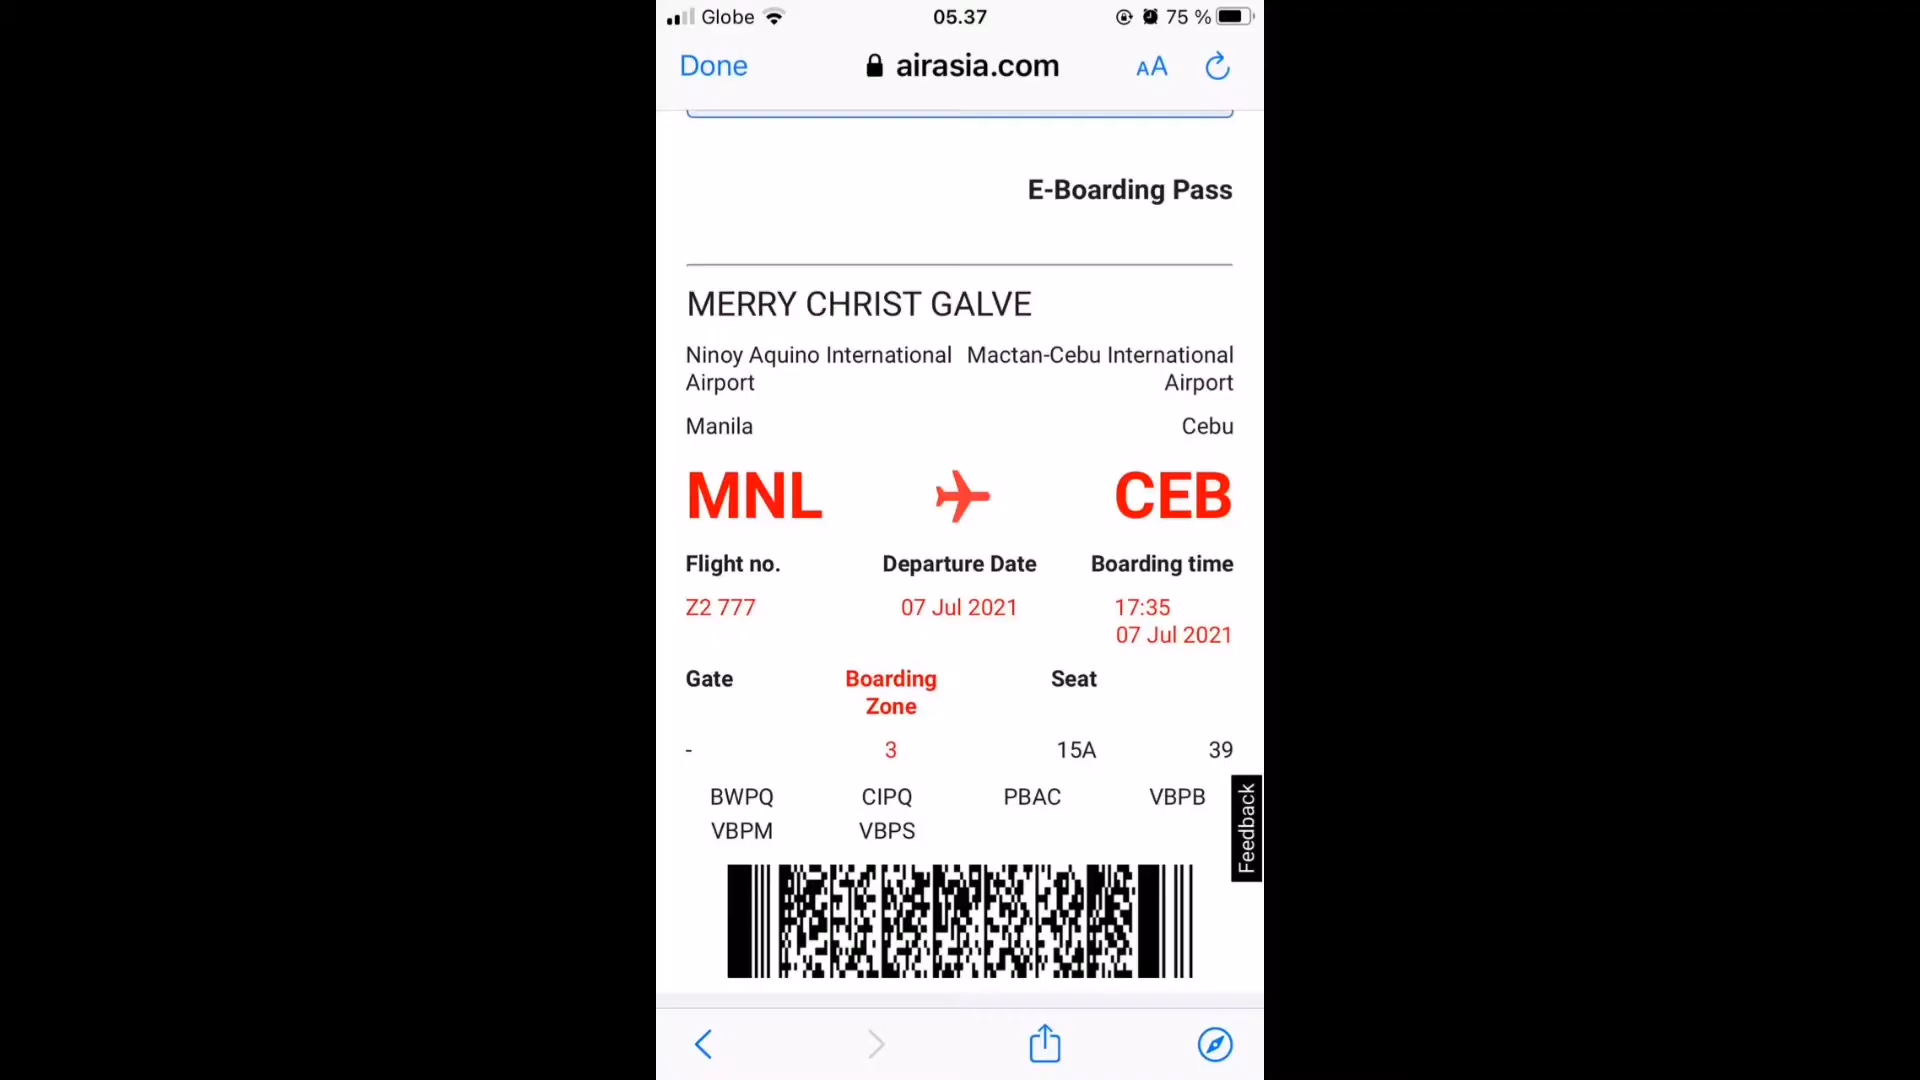 Globe 05.37 75 %
Done airasia.com AA
E-Boarding Pass
MERRY CHRIST GALVE
Ninoy Aquino International Mactan-Cebu International
Airport Airport
Manila Cebu
MNL CEB
Flight no. Departure Date Boarding time
Z2 777 07 Jul 2021 17:35
07 Jul 2021
Gate Boarding Seat
Zone
- 3 15A 39
BWPQ CIPQ PBAC VBPB
VBPM VBPS
Feedback